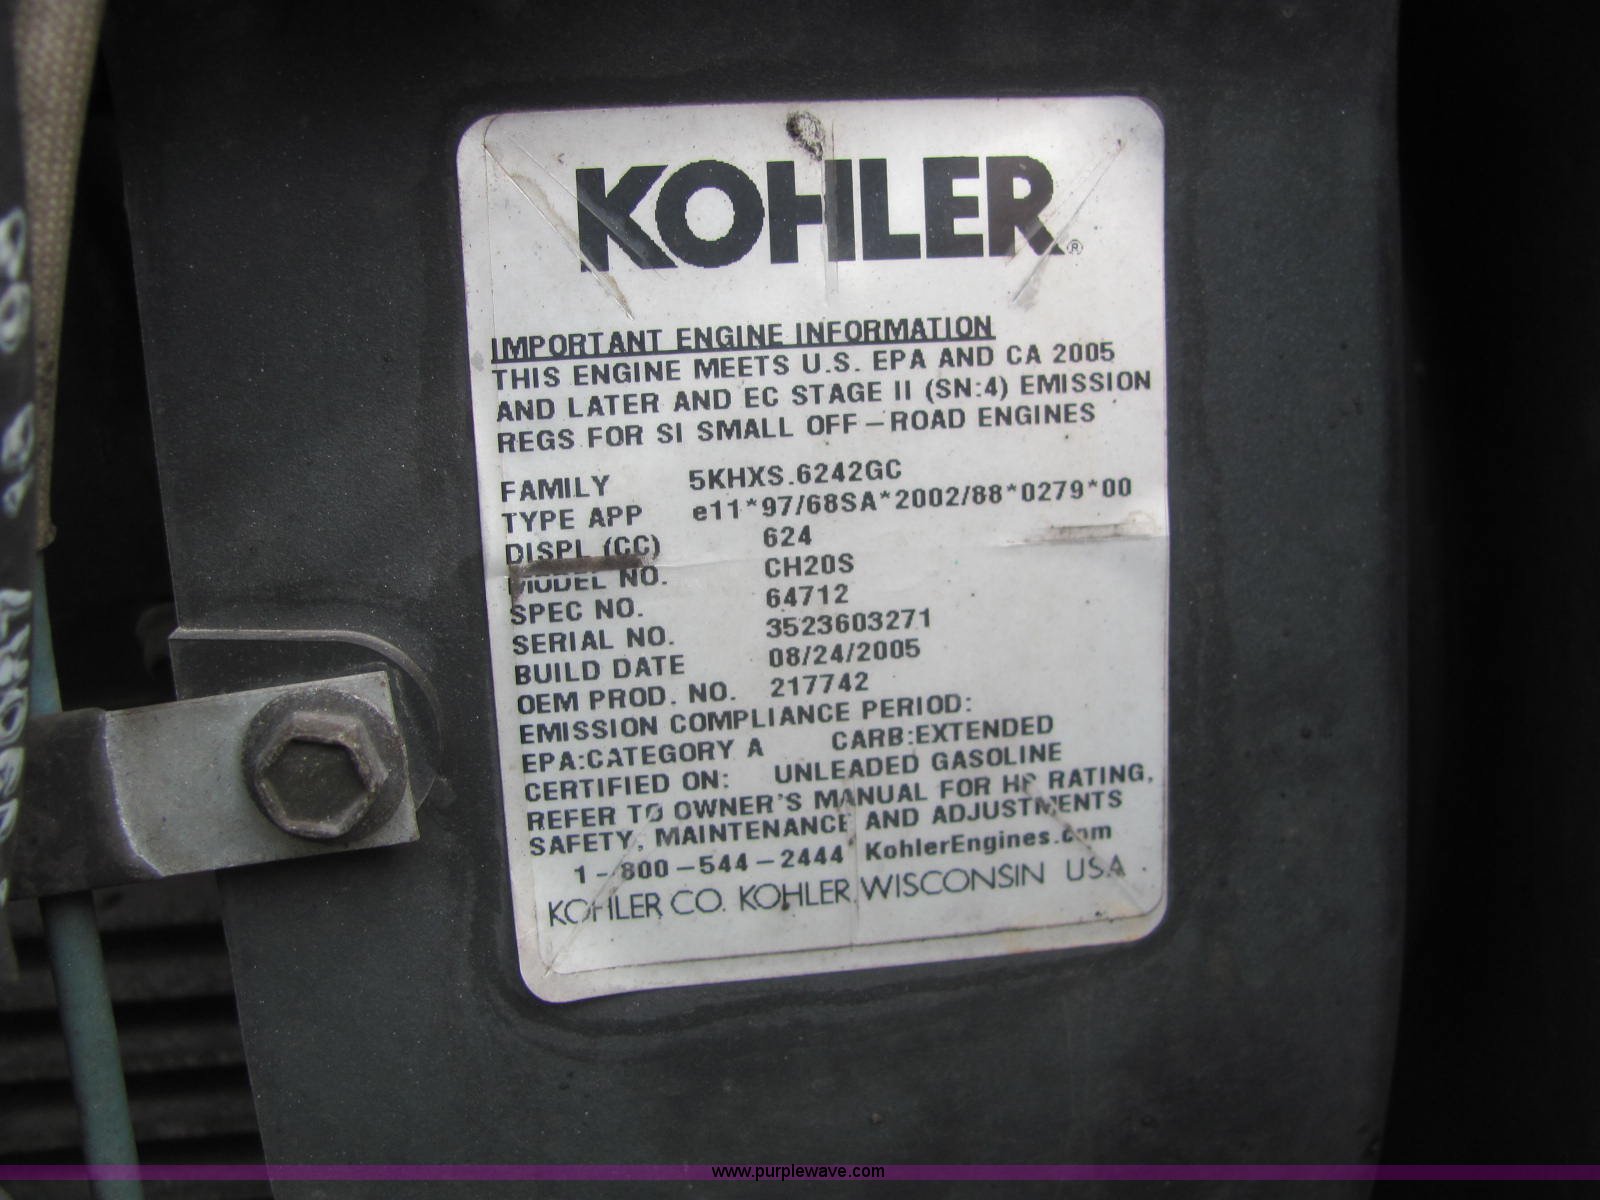 KOHLER®
IMPORTANT ENGINE INFORMATION
THIS ENGINE MEETS U.S. EPA AND CA 2005
AND LATER AND EC STAGE II (SN:4) EMISSION
REGS FOR SI SMALL OFF-ROAD ENGINES
FAMILY 5KHXS.6242GC
TYPE APP e11*97/68SA*2002/88*0279*00
DISPL (CC) 624
MODEL NO. CH20S
SPEC NO. 64712
SERIAL NO. 3523603271
BUILD DATE 08/24/2005
OEM PROD. NO. 217742
EMISSION COMPLIANCE PERIOD:
EPA:CATEGORY A CARB:EXTENDED
CERTIFIED ON: UNLEADED GASOLINE
REFER TO OWNER'S MANUAL FOR HP RATING,
SAFETY, MAINTENANCE AND ADJUSTMENTS
1-800-544-2444 KohlerEngines.com
KOHLER CO. KOHLER, WISCONSIN USA
www.purplewave.com